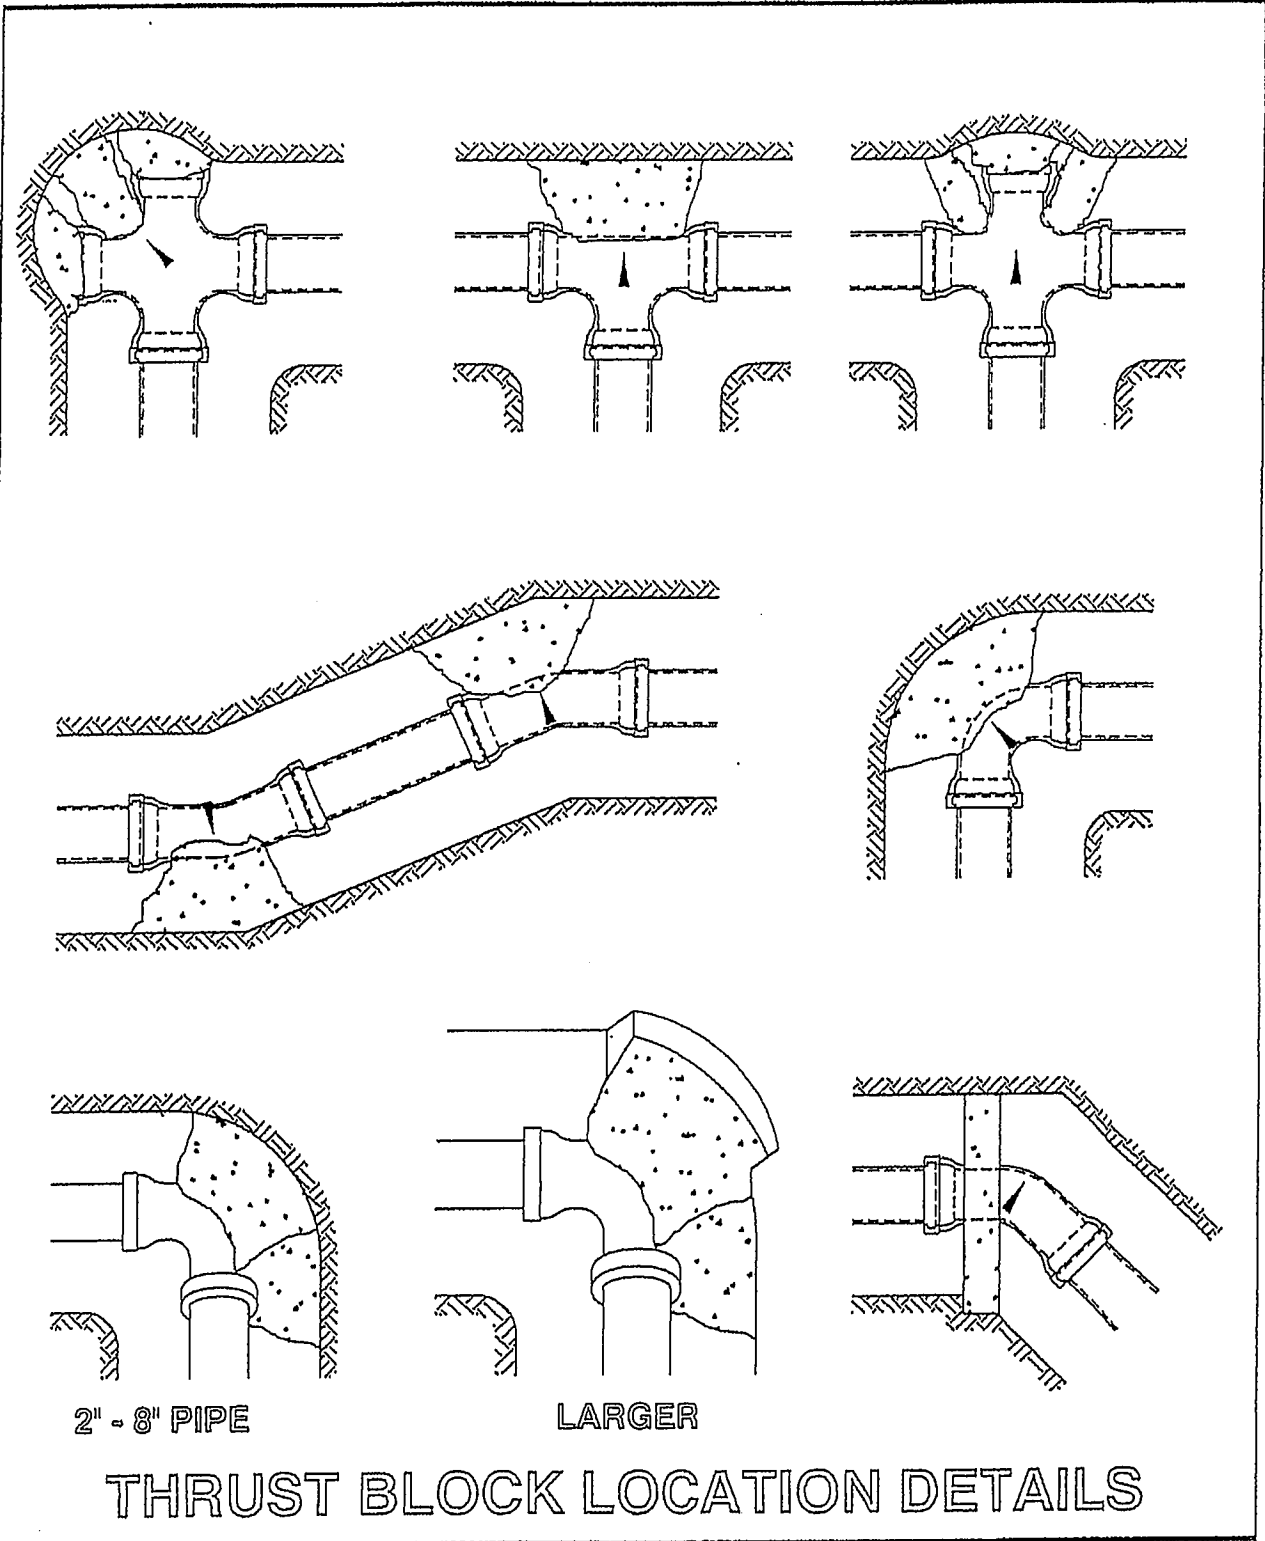 2" - 8" PIPE
LARGER
THRUST BLOCK LOCATION DETAILS